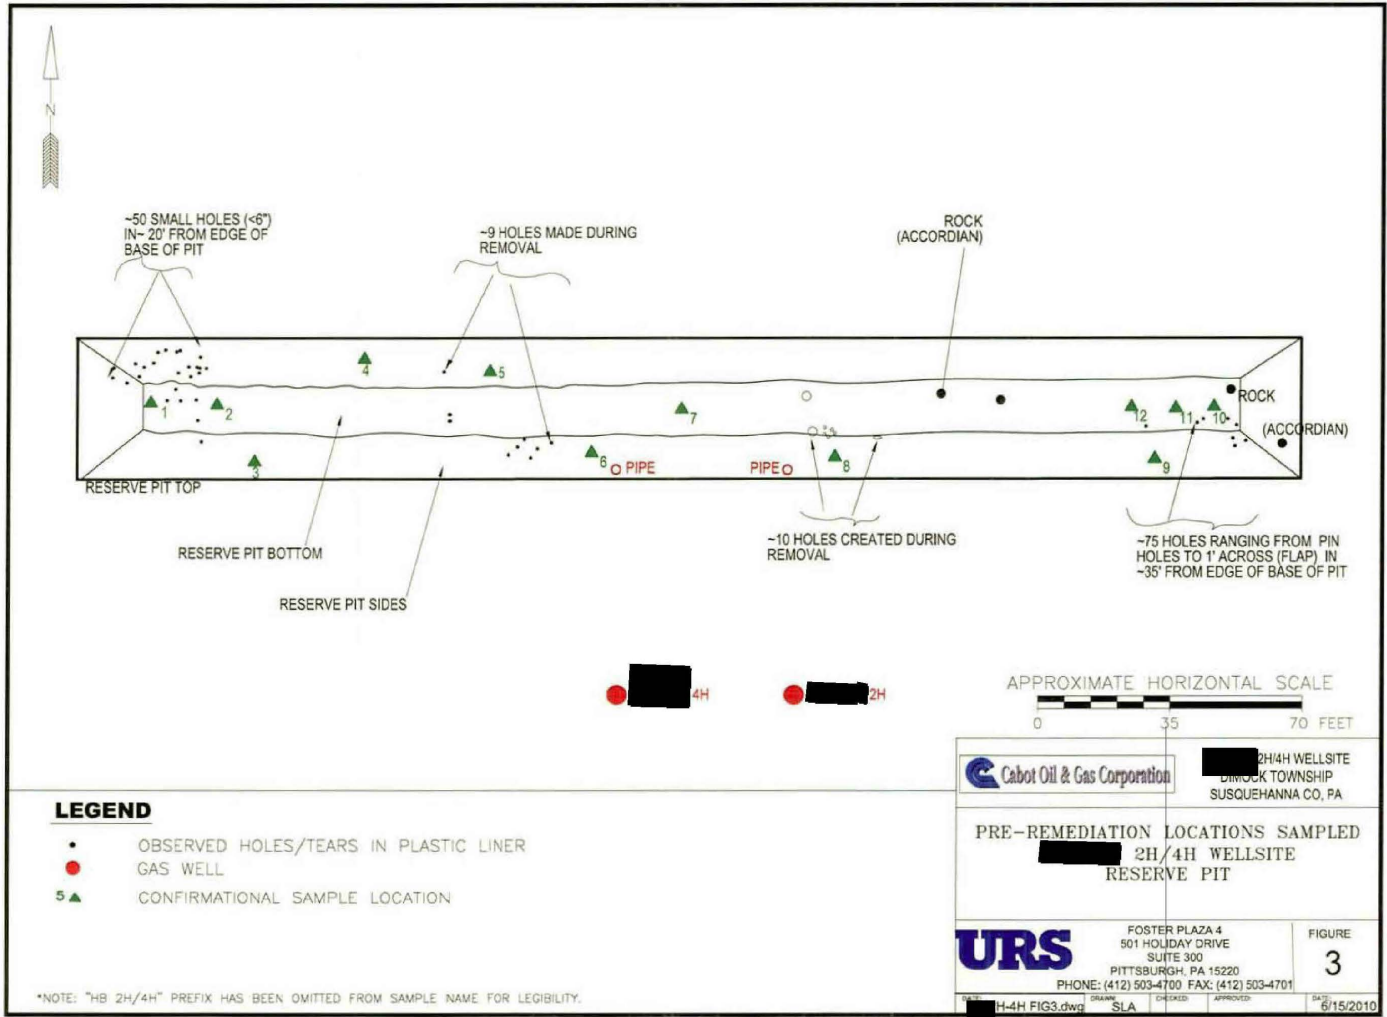 N
~50 SMALL HOLES (<6")
IN~ 20' FROM EDGE OF
BASE OF PIT
~9 HOLES MADE DURING
REMOVAL
ROCK
(ACCORDIAN)
4
5
1
2
7
12
11
10
ROCK
(ACCORDIAN)
3
6
PIPE
PIPE
8
9
RESERVE PIT TOP
RESERVE PIT BOTTOM
RESERVE PIT SIDES
~10 HOLES CREATED DURING
REMOVAL
~75 HOLES RANGING FROM PIN
HOLES TO 1' ACROSS (FLAP) IN
~35' FROM EDGE OF BASE OF PIT
4H
2H
APPROXIMATE HORIZONTAL SCALE
0 35 70 FEET
Cabot Oil & Gas Corporation
2H/4H WELLSITE
DIMOCK TOWNSHIP
SUSQUEHANNA CO, PA
LEGEND
OBSERVED HOLES/TEARS IN PLASTIC LINER
GAS WELL
5 CONFIRMATIONAL SAMPLE LOCATION
PRE-REMEDIATION LOCATIONS SAMPLED
2H/4H WELLSITE
RESERVE PIT
URS
FOSTER PLAZA 4
501 HOLIDAY DRIVE
SUITE 300
PITTSBURGH, PA 15220
PHONE: (412) 503-4700 FAX: (412) 503-4701
FIGURE
3
*NOTE: "HB 2H/4H" PREFIX HAS BEEN OMITTED FROM SAMPLE NAME FOR LEGIBILITY.
H-4H FIG3.dwg
DRAWN: SLA
CHECKED:
APPROVED:
DATE: 6/15/2010